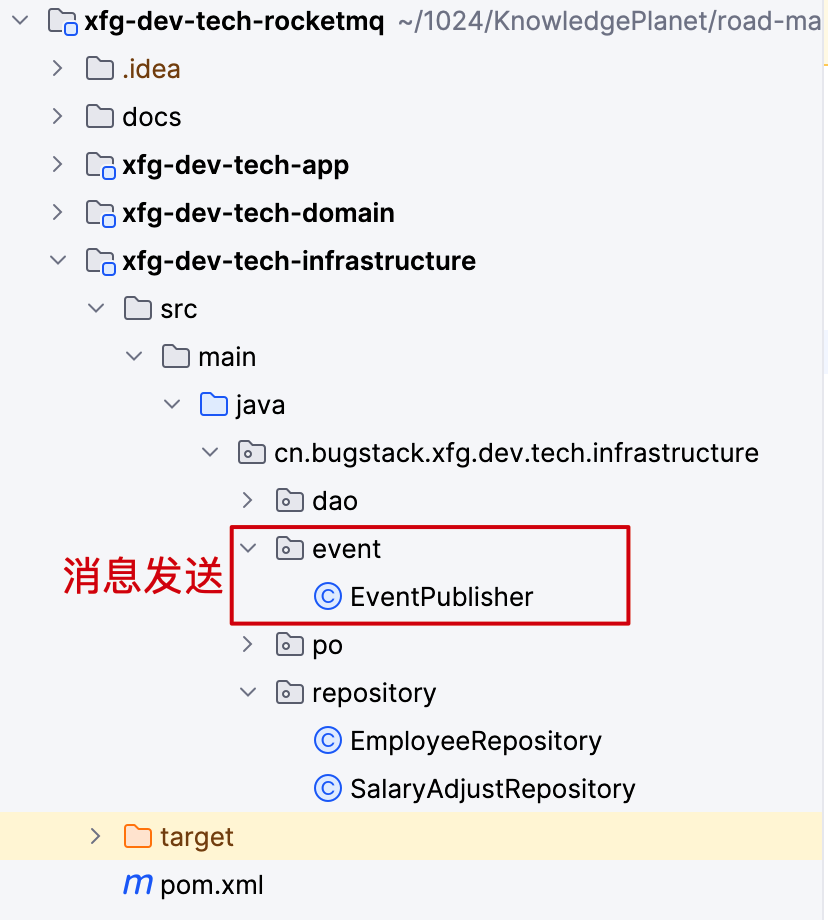 xfg-dev-tech-rocketmq ~/1024/KnowledgePlanet/road-ma
.idea
docs
xfg-dev-tech-app
xfg-dev-tech-domain
xfg-dev-tech-infrastructure
src
main
java
cn.bugstack.xfg.dev.tech.infrastructure
dao
event
消息发送
EventPublisher
po
repository
EmployeeRepository
SalaryAdjustRepository
target
pom.xml